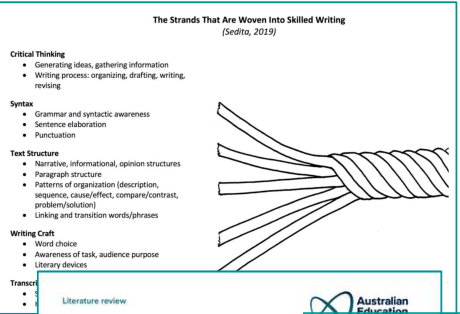 The Strands That Are Woven Into Skilled Writing
(Sedita, 2019)
Critical Thinking
• Generating ideas, gathering information
• Writing process: organizing, drafting, writing,
revising
Syntax
• Grammar and syntactic awareness
• Sentence elaboration
• Punctuation
Text Structure
• Narrative, informational, opinion structures
• Paragraph structure
• Patterns of organization (description,
sequence, cause/effect, compare/contrast,
problem/solution)
• Linking and transition words/phrases
Writing Craft
• Word choice
• Awareness of task, audience purpose
• Literary devices
Transcri
Literature review
Australian
Education